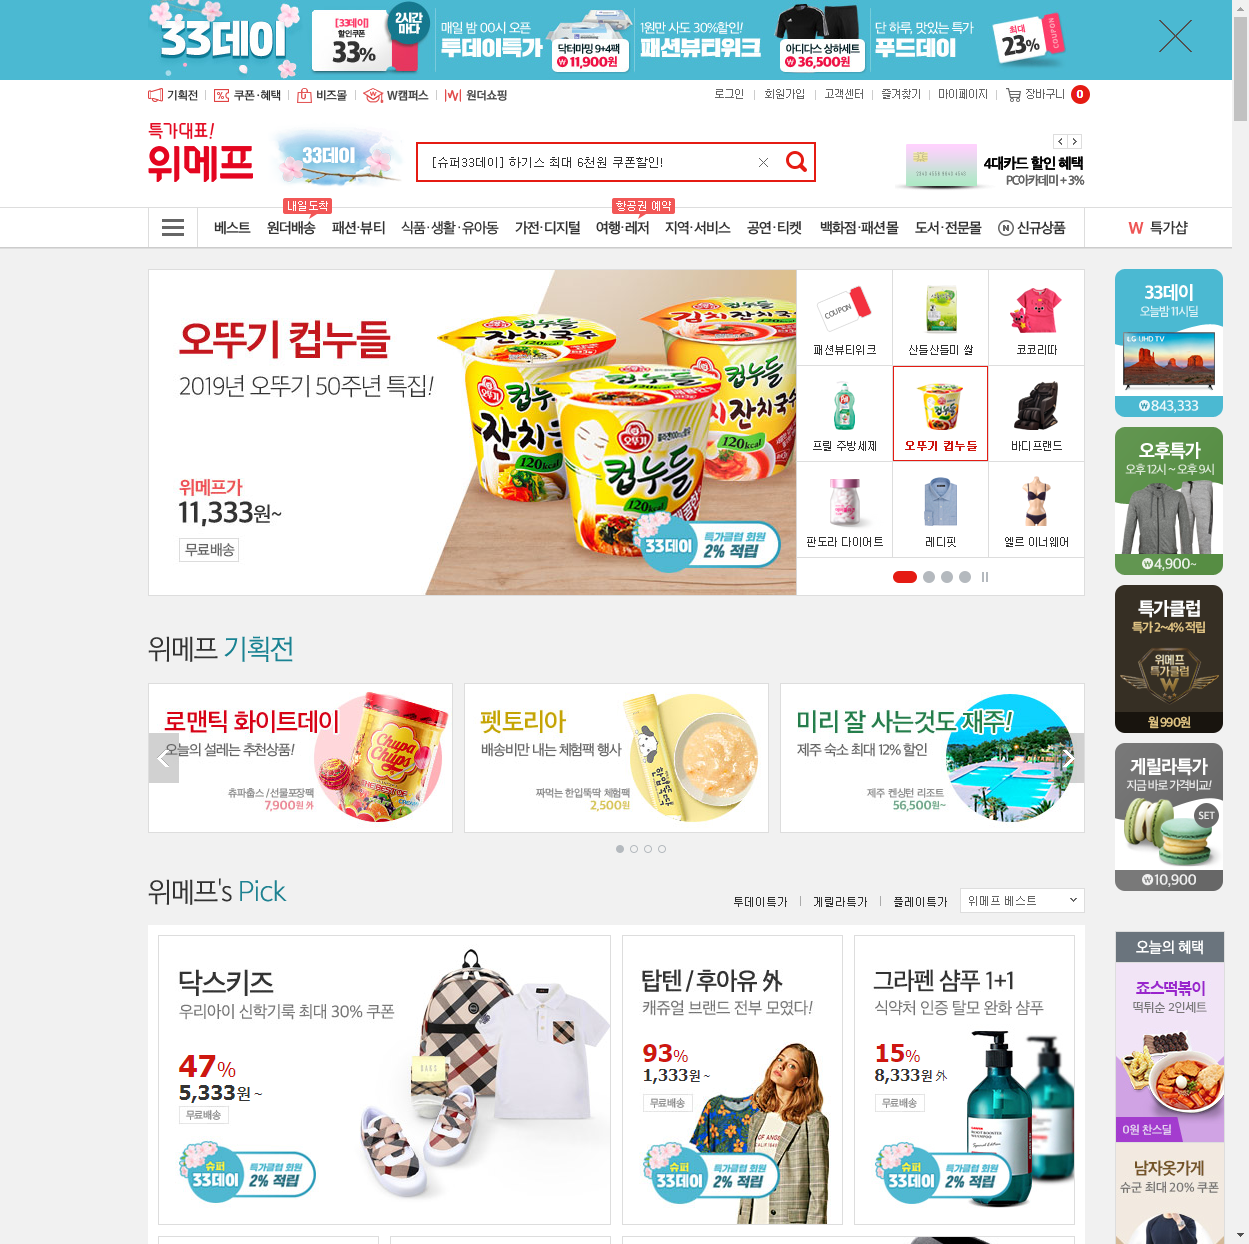 33데이
[33데이]
할인쿠폰
33%
2시간
마다
매일 밤 00시 오픈
투데이특가
닥터마밍 9+4팩
11,900원
1원만 사도 30%할인!
패션뷰티위크
아디다스 상하세트
36,500원
단 하루, 맛있는 특가
푸드데이
최대
23%
COUPON
기획전
쿠폰·혜택
비즈몰
W캠퍼스
원더쇼핑
로그인
회원가입
고객센터
즐겨찾기
마이페이지
장바구니
0
특가대표!
위메프
33데이
[슈퍼33데이] 하기스 최대 6천원 쿠폰할인!
4대카드 할인 혜택
PC아카데미 + 3%
내일도착
항공권 예약
베스트
원더배송
패션·뷰티
식품·생활·유아동
가전·디지털
여행·레저
지역·서비스
공연·티켓
백화점·패션몰
도서·전문몰
N 신규상품
W 특가샵
오뚜기 컵누들
2019년 오뚜기 50주년 특집!
위메프가
11,333원~
무료배송
컵누들
잔치국수
김치잔치국수
오뚜기
120kcal
33데이
특가클럽 회원
2% 적립
COUPON
패션뷰티위크
산들산들미 쌀
코코리따
프릴 주방세제
오뚜기 컵누들
바디프랜드
판도라 다이어트
레디핏
엘르 이너웨어
33데이
오늘밤 11시딜
LG UHD TV
843,333
오후특가
오후 12시 ~ 오후 9시
4,900~
특가클럽
특가 2~4% 적립
위메프
특가클럽
W
월 990원
게릴라특가
지금 바로 가격비교!
SET
10,900
위메프 기획전
로맨틱 화이트데이
오늘의 설레는 추천상품!
츄파춥스 / 선물포장팩
7,900원 外
Chupa Chups
펫토리아
배송비만 내는 체험팩 행사
짜먹는 한입뚝딱 체험팩
2,500원
한입뚝딱
미리 잘 사는것도 재주!
제주 숙소 최대 12% 할인
제주 켄싱턴 리조트
56,500원~
위메프's Pick
투데이특가
게릴라특가
플레이특가
위메프 베스트
닥스키즈
우리아이 신학기룩 최대 30% 쿠폰
47%
5,333원 ~
무료배송
슈퍼
33데이
특가클럽 회원
2% 적립
탑텐 / 후아유 外
캐쥬얼 브랜드 전부 모였다!
93%
1,333원 ~
무료배송
슈퍼
33데이
특가클럽 회원
2% 적립
그라펜 샴푸 1+1
식약처 인증 탈모 완화 샴푸
15%
8,333원 外
무료배송
슈퍼
33데이
특가클럽 회원
2% 적립
오늘의 혜택
죠스떡볶이
떡튀순 2인세트
0원 찬스딜
남자옷가게
슈군 최대 20% 쿠폰